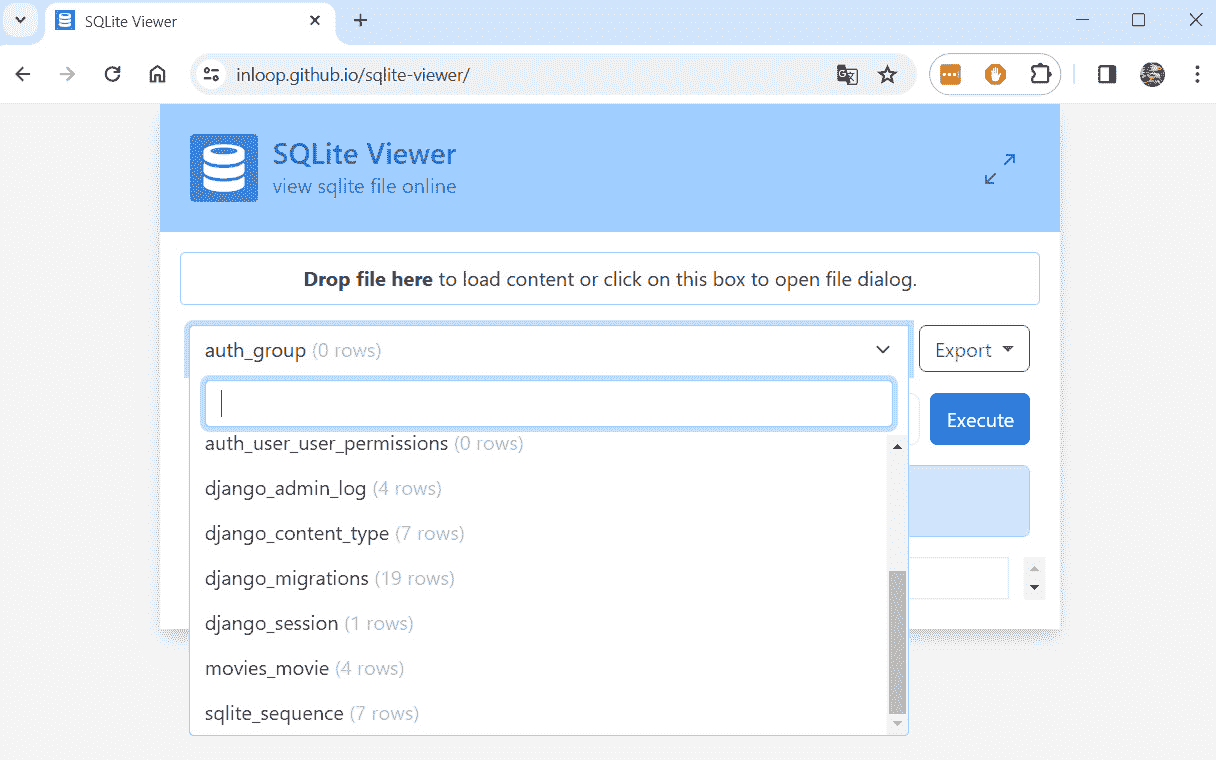 SQLite Viewer
inloop.github.io/sqlite-viewer/
SQLite Viewer
view sqlite file online
Drop file here to load content or click on this box to open file dialog.
auth_group (0 rows)
Export
Execute
auth_user_user_permissions (0 rows)
django_admin_log (4 rows)
django_content_type (7 rows)
django_migrations (19 rows)
django_session (1 rows)
movies_movie (4 rows)
sqlite_sequence (7 rows)